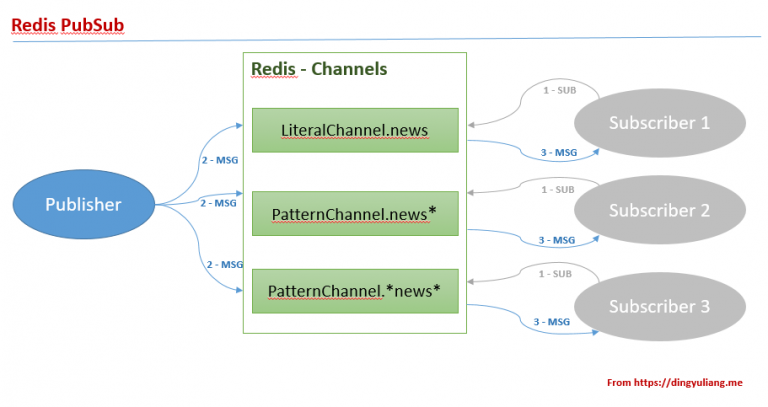 Redis PubSub
Redis - Channels
1 - SUB
LiteralChannel.news
Subscriber 1
2 - MSG
3 - MSG
1 - SUB
Publisher
2 - MSG
PatternChannel.news*
Subscriber 2
3 - MSG
2 - MSG
1 - SUB
PatternChannel.*news*
Subscriber 3
3 - MSG
From https://dingyuliang.me